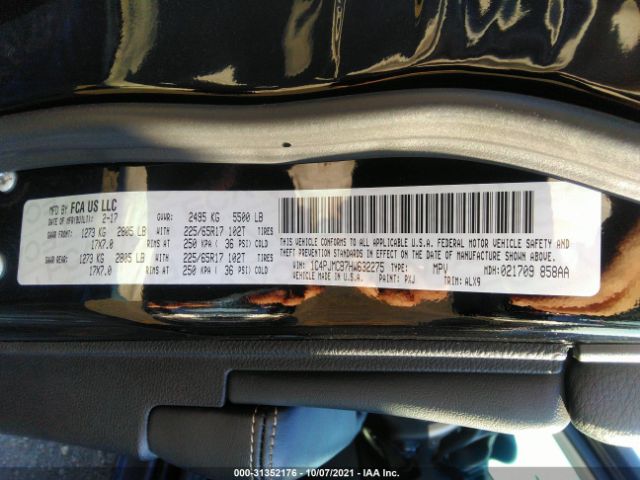 MFD BY FCA US LLC
DATE OF MFR(BUILT): 2-17 GVWR: 2495 KG 5500 LB
GAWR FRONT: 1273 KG 2805 LB WITH 225/65R17 102T TIRES
17X7.0 RIMS AT 250 KPA ( 36 PSI) COLD
GAWR REAR: 1273 KG 2805 LB WITH 225/65R17 102T TIRES
17X7.0 RIMS AT 250 KPA ( 36 PSI) COLD
THIS VEHICLE CONFORMS TO ALL APPLICABLE U.S.A. FEDERAL MOTOR VEHICLE SAFETY AND
THEFT PREVENTION STANDARDS IN EFFECT ON THE DATE OF MANUFACTURE SHOWN ABOVE.
VIN: 1C4PJMCB7HW632275 TYPE: MPV MDH: 021709 858AA
VEHICLE MADE IN U.S.A. PAINT: PXJ TRIM: ALX9
000-31352176 - 10/07/2021 - IAA Inc.